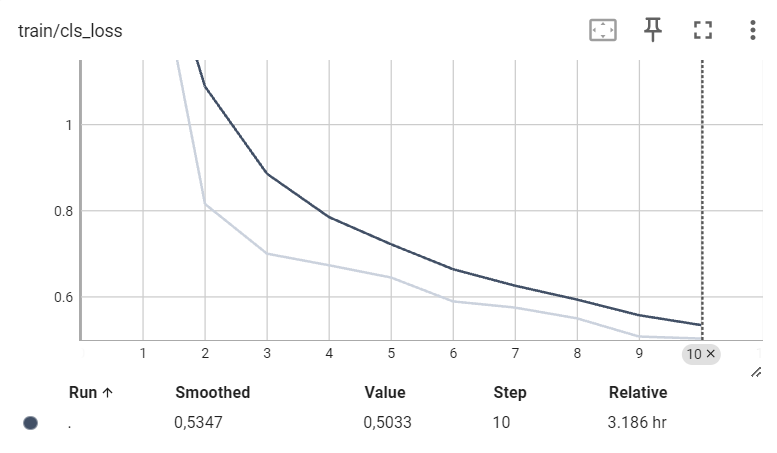 train/cls_loss
1
0.8
0.6
1 2 3 4 5 6 7 8 9 10 ×
Run ↑ Smoothed Value Step Relative
. 0,5347 0,5033 10 3.186 hr